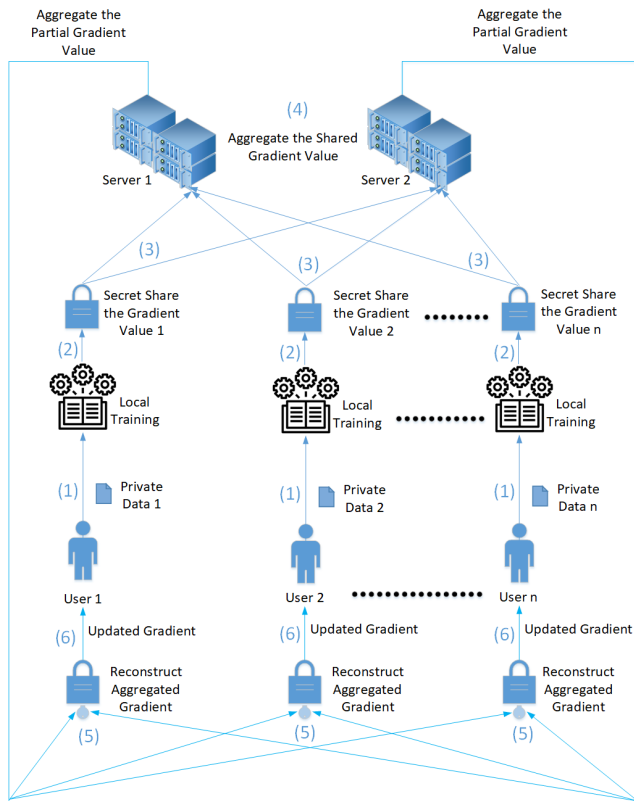 Aggregate the
Partial Gradient
Value
Aggregate the
Partial Gradient
Value
(4)
Aggregate the Shared
Gradient Value
Server 1
Server 2
(3)
(3)
(3)
Secret Share
the Gradient
Value 1
Secret Share
the Gradient
Value 2
Secret Share
the Gradient
Value n
(2)
(2)
(2)
Local
Training
Local
Training
Local
Training
(1)
Private
Data 1
(1)
Private
Data 2
(1)
Private
Data n
User 1
User 2
User n
(6)
Updated Gradient
(6)
Updated Gradient
(6)
Updated Gradient
Reconstruct
Aggregated
Gradient
Reconstruct
Aggregated
Gradient
Reconstruct
Aggregated
Gradient
(5)
(5)
(5)